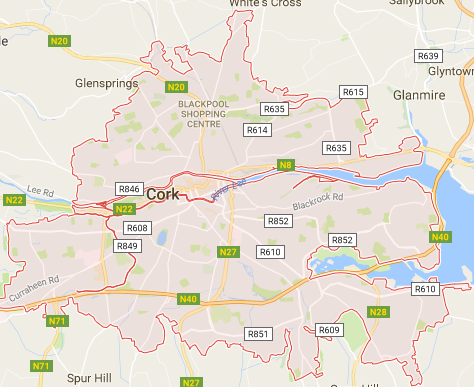 White's Cross
Sallybrook
N20
R639
Glyntown
Glensprings
N20
R615
Glanmire
BLACKPOOL
SHOPPING
CENTRE
R635
R614
R635
N8
Lee Rd
R846
Cork
River Lee
N22
N22
Blackrock Rd
R852
R608
R849
R852
N40
N27
R610
Curraheen Rd
R610
N40
N28
N71
R851
R609
N71
Spur Hill
N27